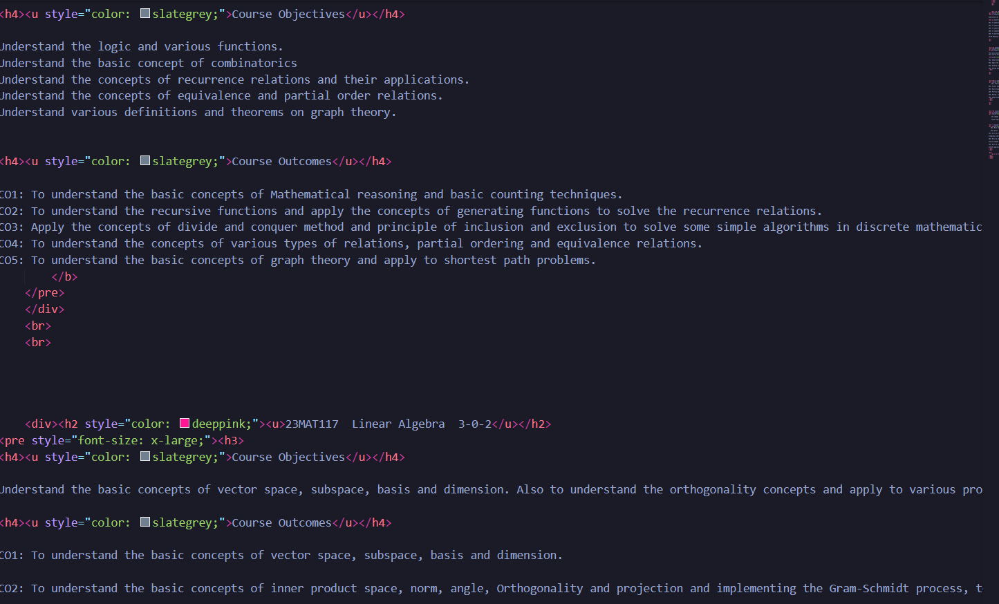 <h4><u style="color: slategrey;">Course Objectives</u></h4>
Understand the logic and various functions.
Understand the basic concept of combinatorics
Understand the concepts of recurrence relations and their applications.
Understand the concepts of equivalence and partial order relations.
Understand various definitions and theorems on graph theory.
<h4><u style="color: slategrey;">Course Outcomes</u></h4>
CO1: To understand the basic concepts of Mathematical reasoning and basic counting techniques.
CO2: To understand the recursive functions and apply the concepts of generating functions to solve the recurrence relations.
CO3: Apply the concepts of divide and conquer method and principle of inclusion and exclusion to solve some simple algorithms in discrete mathematic
CO4: To understand the concepts of various types of relations, partial ordering and equivalence relations.
CO5: To understand the basic concepts of graph theory and apply to shortest path problems.
</b>
</pre>
</div>
<br>
<br>
<div><h2 style="color: deeppink;"><u>23MAT117  Linear Algebra  3-0-2</u></h2>
<pre style="font-size: x-large;"><h3>
<h4><u style="color: slategrey;">Course Objectives</u></h4>
Understand the basic concepts of vector space, subspace, basis and dimension. Also to understand the orthogonality concepts and apply to various pro
<h4><u style="color: slategrey;">Course Outcomes</u></h4>
CO1: To understand the basic concepts of vector space, subspace, basis and dimension.
CO2: To understand the basic concepts of inner product space, norm, angle, Orthogonality and projection and implementing the Gram-Schmidt process, t